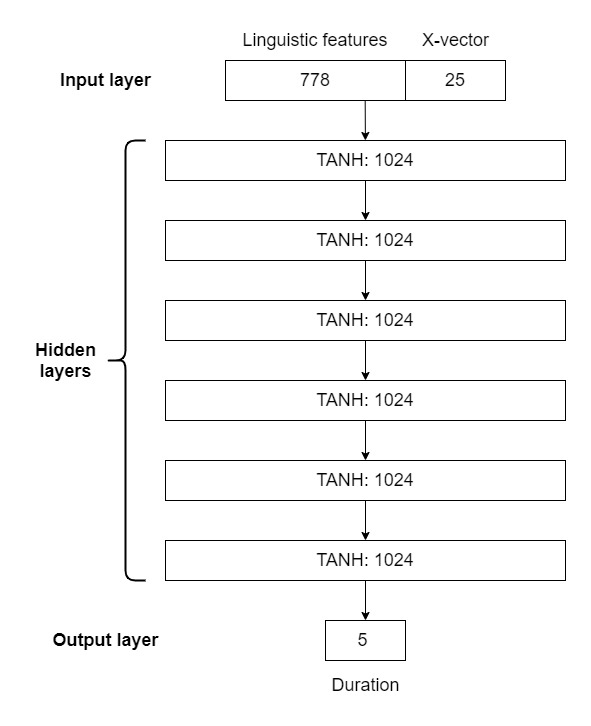 Linguistic features X-vector
Input layer 778 25
TANH: 1024
TANH: 1024
TANH: 1024
Hidden
layers
TANH: 1024
TANH: 1024
TANH: 1024
Output layer 5
Duration